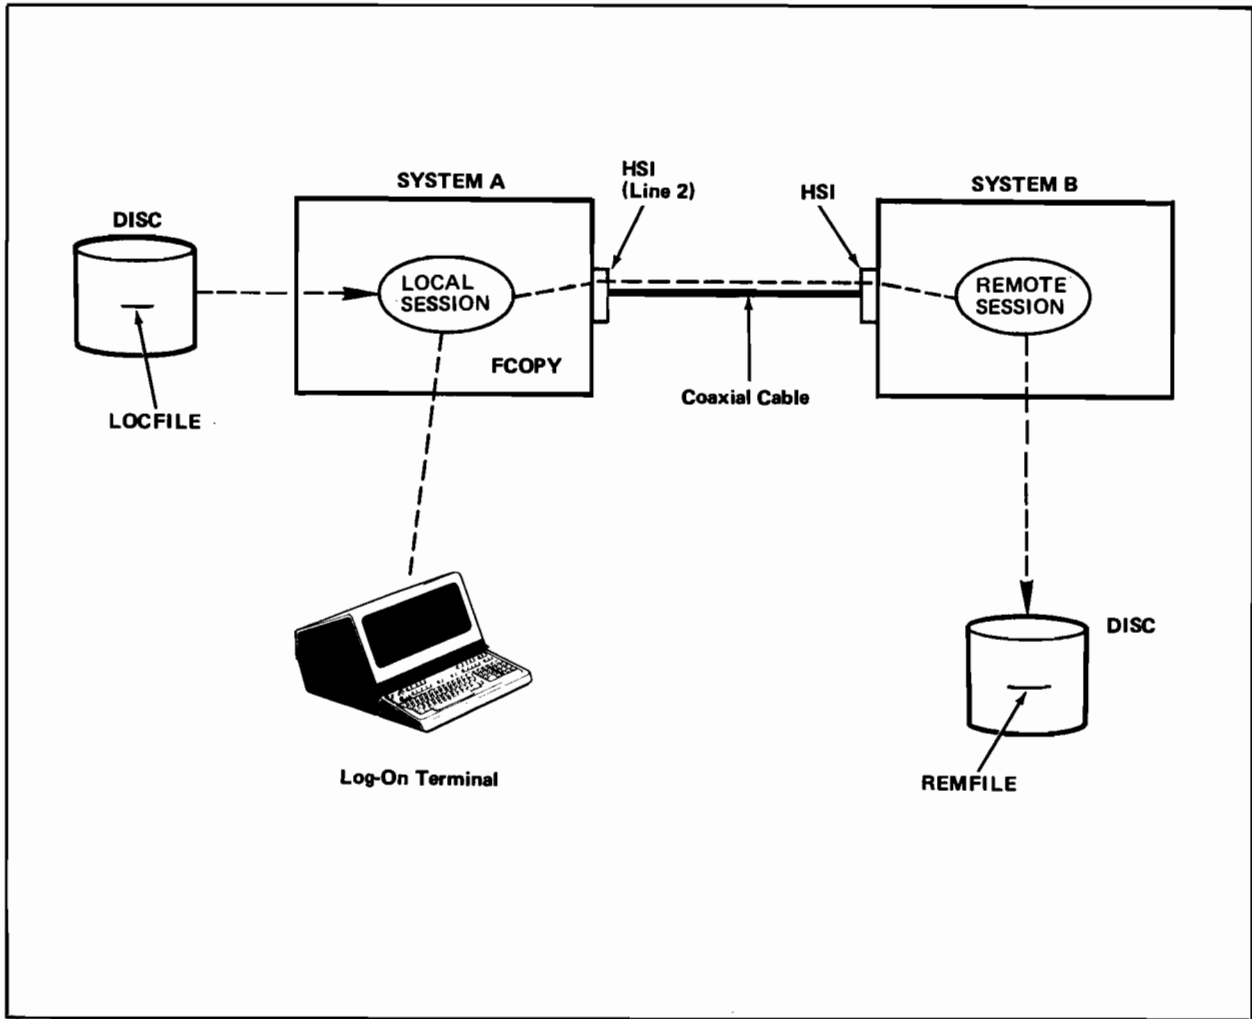 SYSTEM A
HSI
(Line 2)
HSI
SYSTEM B
DISC
LOCAL
SESSION
REMOTE
SESSION
FCOPY
Coaxial Cable
LOCFILE
DISC
Log-On Terminal
REMFILE